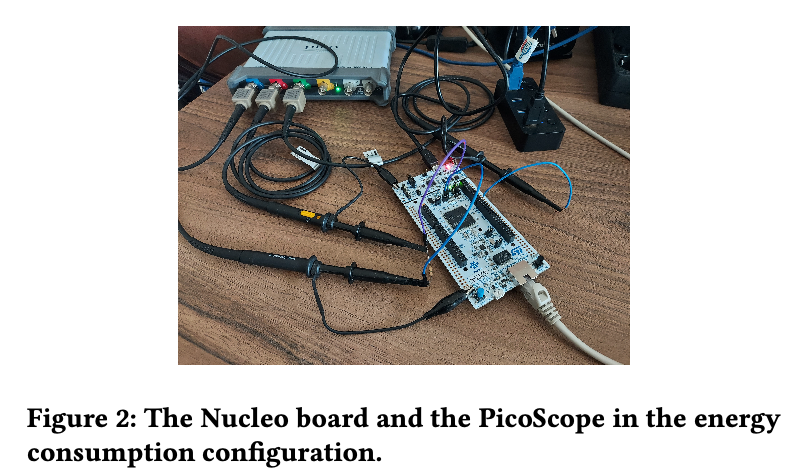 Figure 2: The Nucleo board and the PicoScope in the energy
consumption configuration.